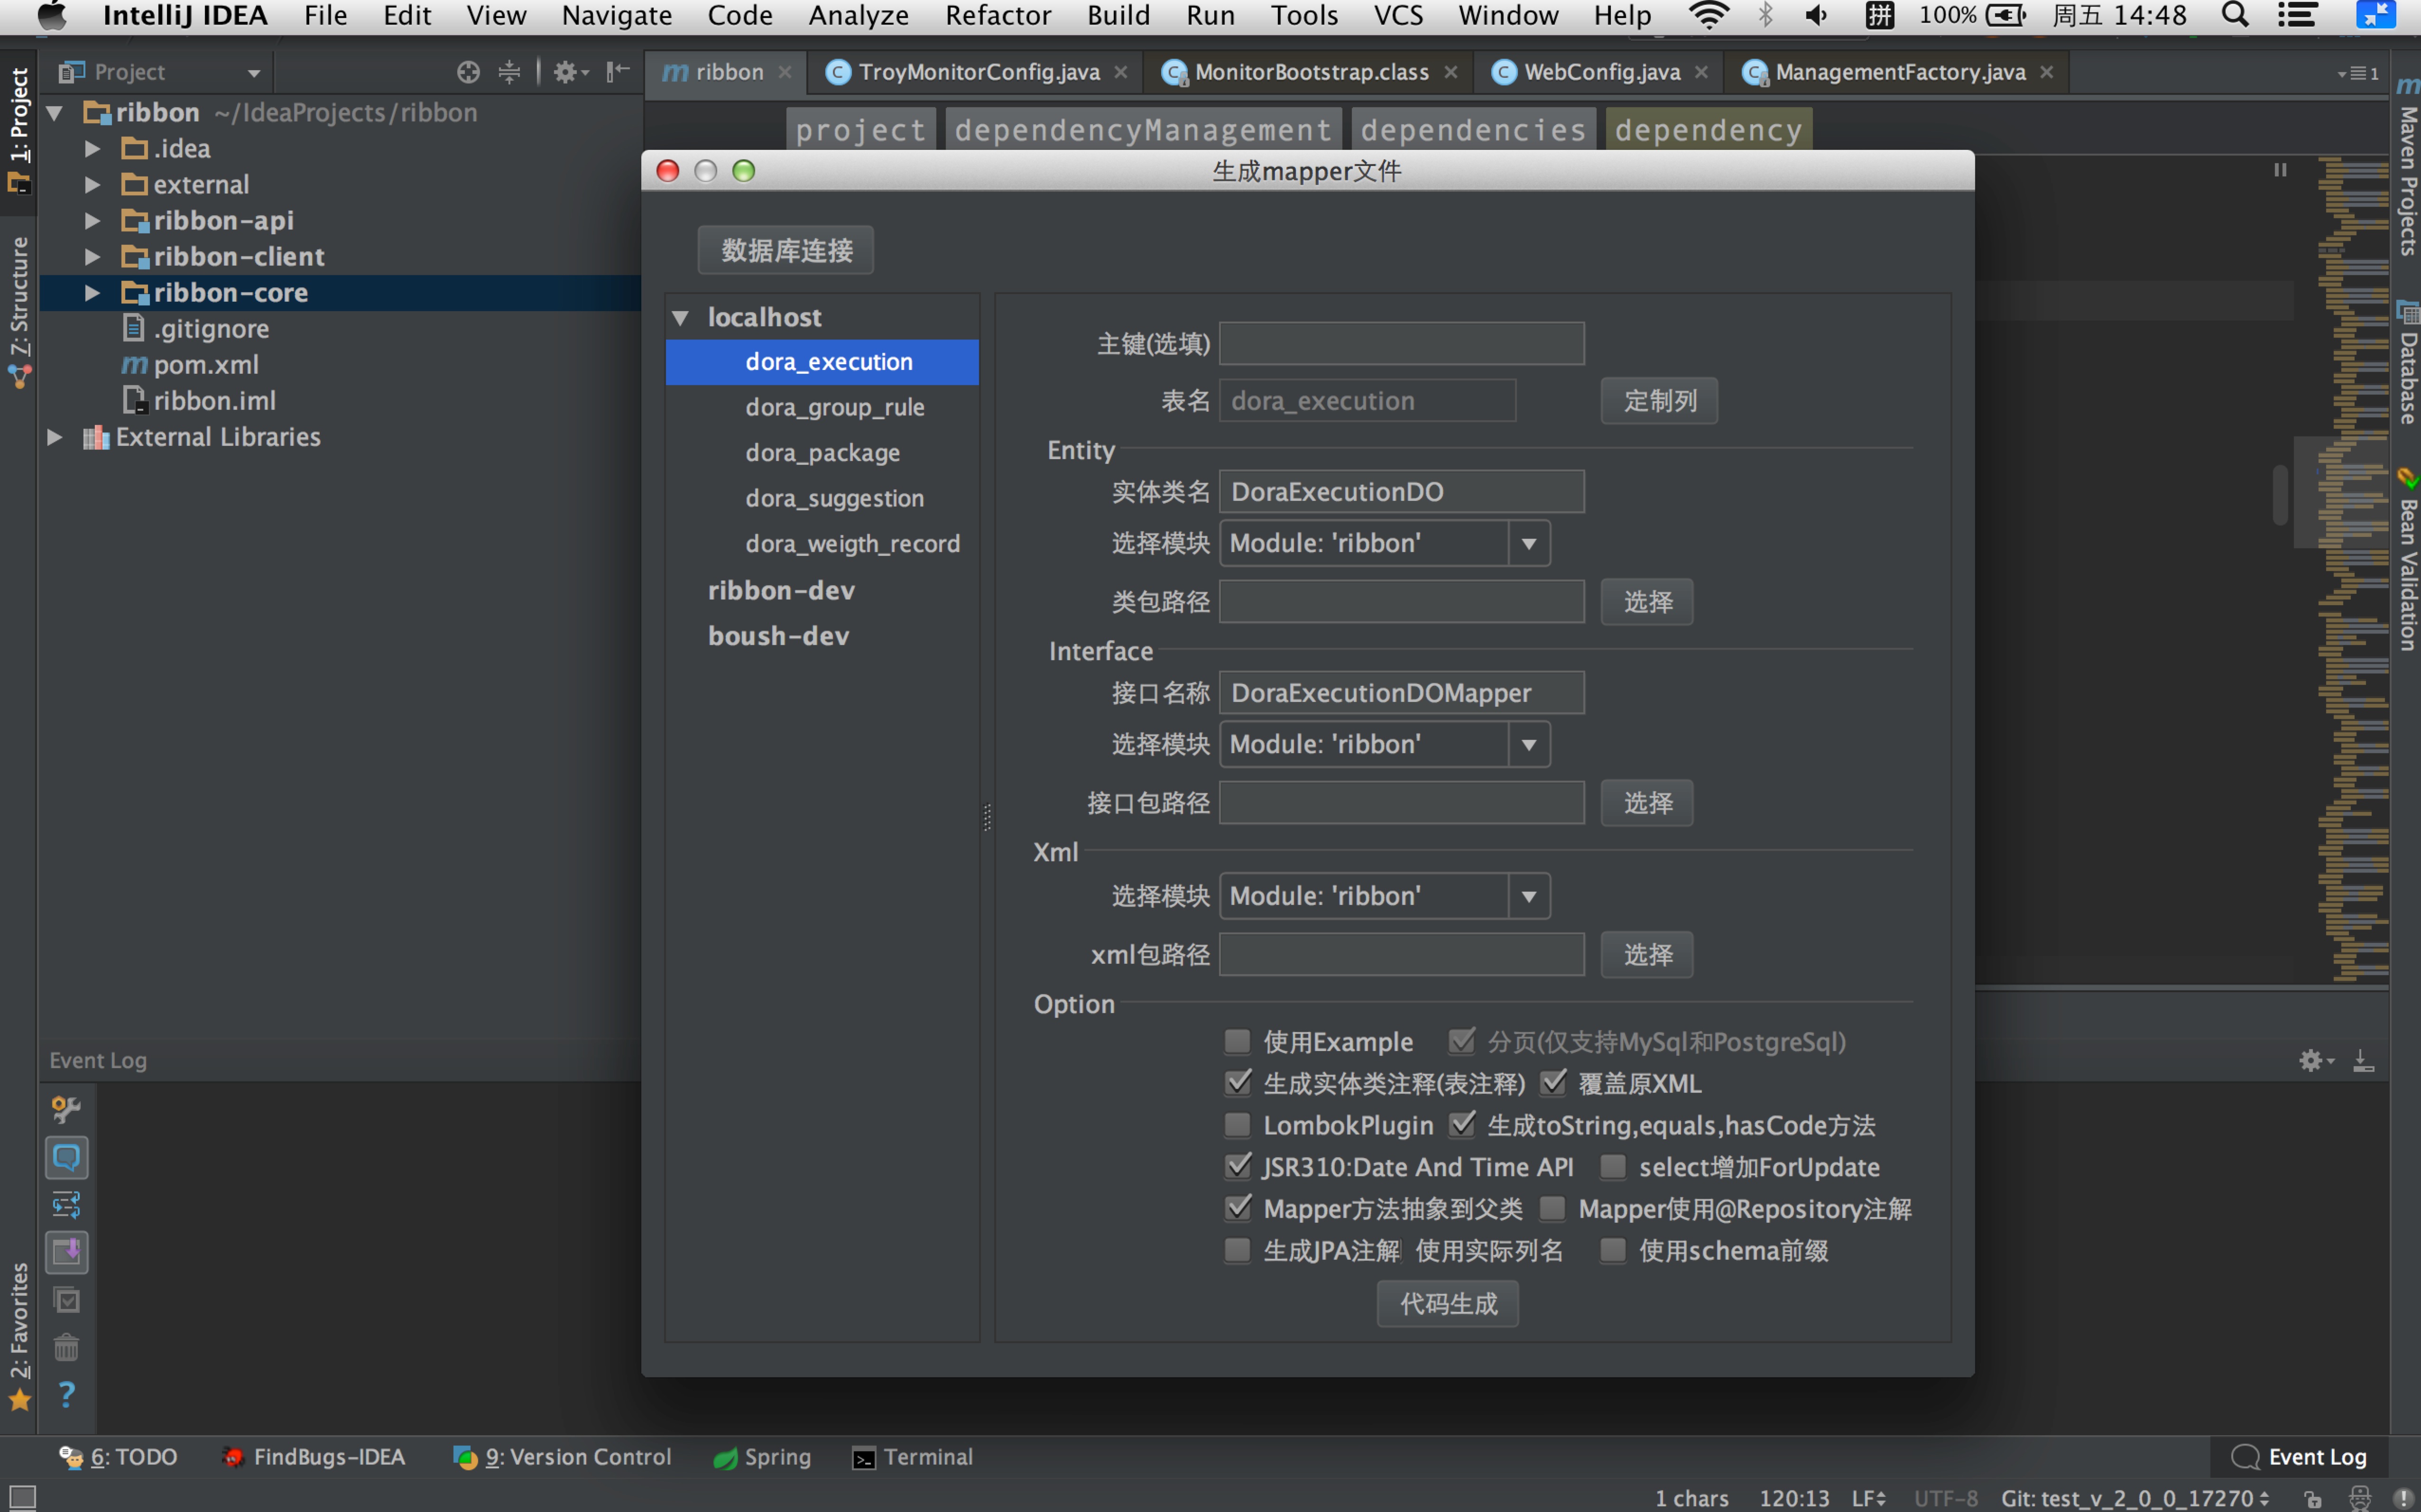 IntelliJ IDEA File Edit View Navigate Code Analyze Refactor Build Run Tools VCS Window Help 拼 100% 周五 14:48
Project
ribbon TroyMonitorConfig.java MonitorBootstrap.class WebConfig.java ManagementFactory.java 1
1: Project
Z: Structure
2: Favorites
ribbon ~/IdeaProjects/ribbon
.idea
external
ribbon-api
ribbon-client
ribbon-core
.gitignore
pom.xml
ribbon.iml
External Libraries
project dependencyManagement dependencies dependency
生成mapper文件
数据库连接
localhost
dora_execution
dora_group_rule
dora_package
dora_suggestion
dora_weigth_record
ribbon-dev
boush-dev
主键(选填)
表名 dora_execution 定制列
Entity
实体类名 DoraExecutionDO
选择模块 Module: 'ribbon'
类包路径 选择
Interface
接口名称 DoraExecutionDOMapper
选择模块 Module: 'ribbon'
接口包路径 选择
Xml
选择模块 Module: 'ribbon'
xml包路径 选择
Option
使用Example 分页(仅支持MySql和PostgreSql)
生成实体类注释(表注释) 覆盖原XML
LombokPlugin 生成toString,equals,hasCode方法
JSR310:Date And Time API select增加ForUpdate
Mapper方法抽象到父类 Mapper使用@Repository注解
生成JPA注解 使用实际列名 使用schema前缀
代码生成
Maven Projects
Database
Bean Validation
Event Log
6: TODO FindBugs-IDEA 9: Version Control Spring Terminal Event Log
1 chars 120:13 LF UTF-8 Git: test_v_2_0_0_17270